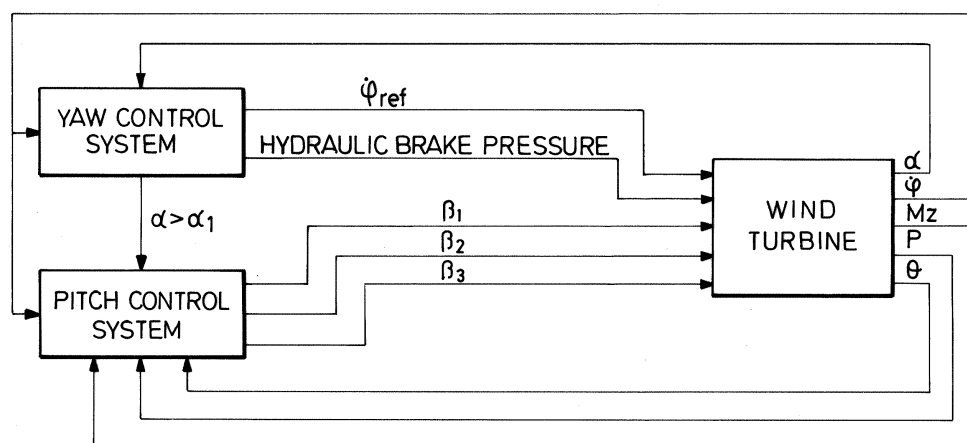 YAW CONTROL
SYSTEM
φ̇ref
HYDRAULIC BRAKE PRESSURE
α>α1
PITCH CONTROL
SYSTEM
β1
β2
β3
WIND
TURBINE
α
φ̇
Mz
P
θ